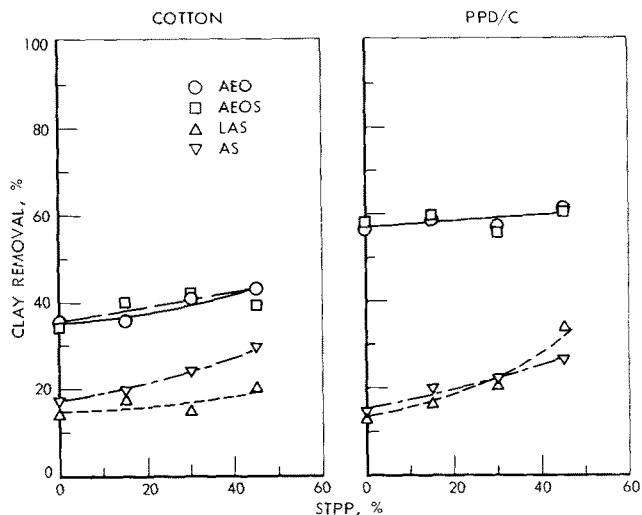 COTTON
PPD/C
100
80
60
40
20
0
CLAY REMOVAL, %
AEO
AEOS
LAS
AS
0 20 40 0 20 40 60
STPP, %